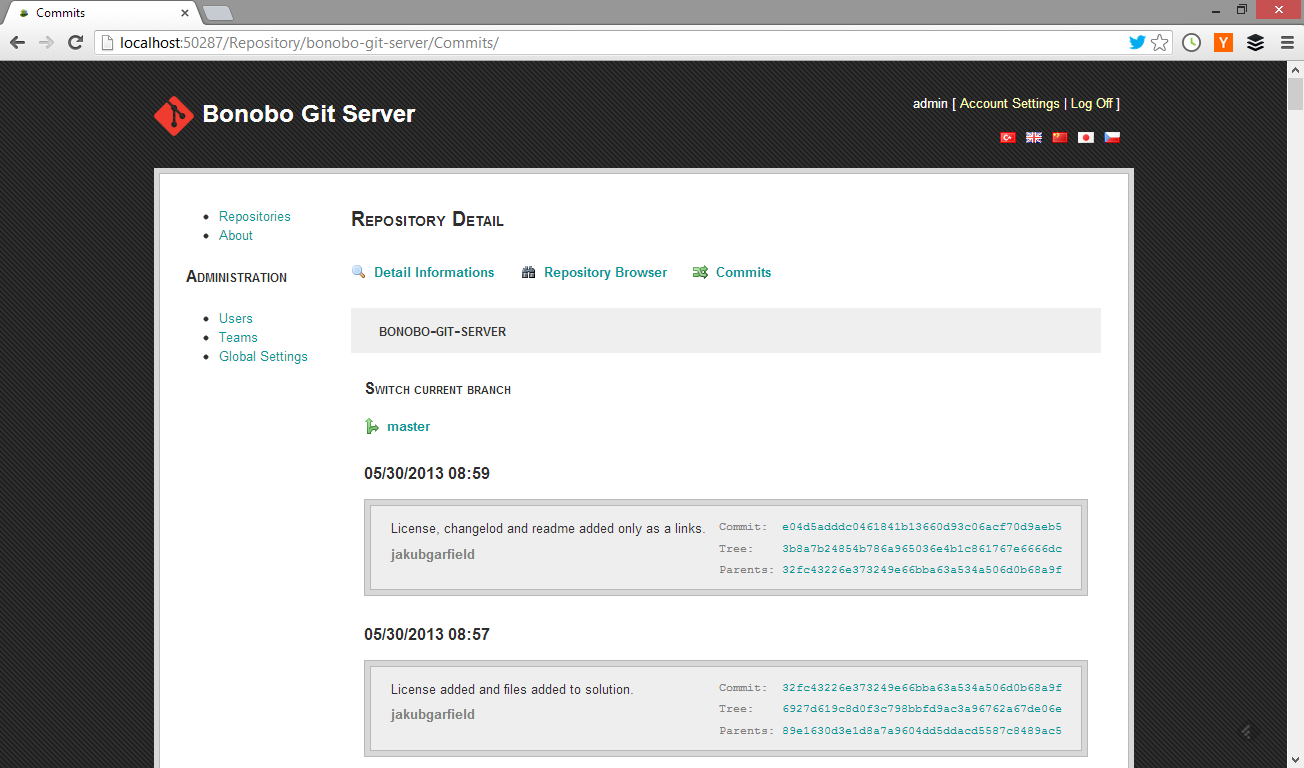 Commits
localhost:50287/Repository/bonobo-git-server/Commits/
Y
Bonobo Git Server
admin [ Account Settings | Log Off ]
Repositories
About
Administration
Users
Teams
Global Settings
Repository Detail
Detail Informations Repository Browser Commits
bonobo-git-server
Switch current branch
master
05/30/2013 08:59
License, changelod and readme added only as a links.
jakubgarfield
Commit: e04d5adddc0461841b13660d93c06acf70d9aeb5
Tree: 3b8a7b24854b786a965036e4b1c861767e6666dc
Parents: 32fc43226e373249e66bba63a534a506d0b68a9f
05/30/2013 08:57
License added and files added to solution.
jakubgarfield
Commit: 32fc43226e373249e66bba63a534a506d0b68a9f
Tree: 6927d619c8d0f3c798bbfd9ac3a96762a67de06e
Parents: 89e1630d3e1d8a7a9604dd5ddacd5587c8489ac5